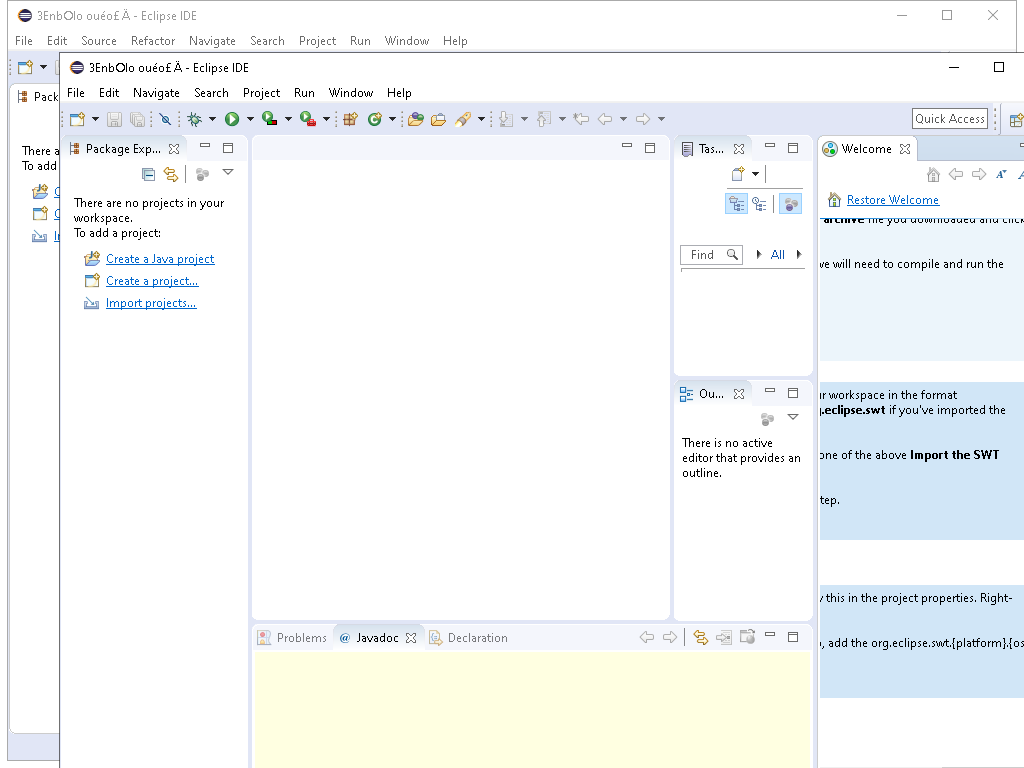 3EnbOlo ouéo£ Ä - Eclipse IDE
File Edit Source Refactor Navigate Search Project Run Window Help
3EnbOlo ouéo£ Ä - Eclipse IDE
File Edit Navigate Search Project Run Window Help
Quick Access
Pack
There a
To add
Package Exp...
There are no projects in your
workspace.
To add a project:
Create a Java project
Create a project...
Import projects...
Tas...
Find
All
Ou...
There is no active
editor that provides an
outline.
Welcome
Restore Welcome
archive file you downloaded and click
we will need to compile and run the
ur workspace in the format
g.eclipse.swt if you've imported the
one of the above Import the SWT
tep.
y this in the project properties. Right-
, add the org.eclipse.swt.{platform}.{os
Problems @ Javadoc Declaration